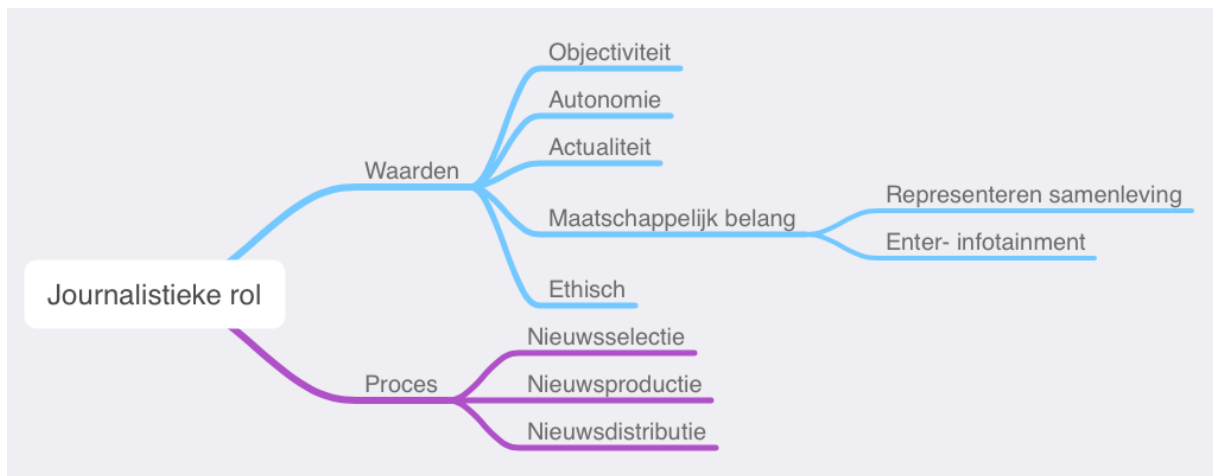 Objectiviteit
Autonomie
Actualiteit
Waarden
Representeren samenleving
Maatschappelijk belang
Enter- infotainment
Ethisch
Journalistieke rol
Nieuwsselectie
Proces
Nieuwsproductie
Nieuwsdistributie